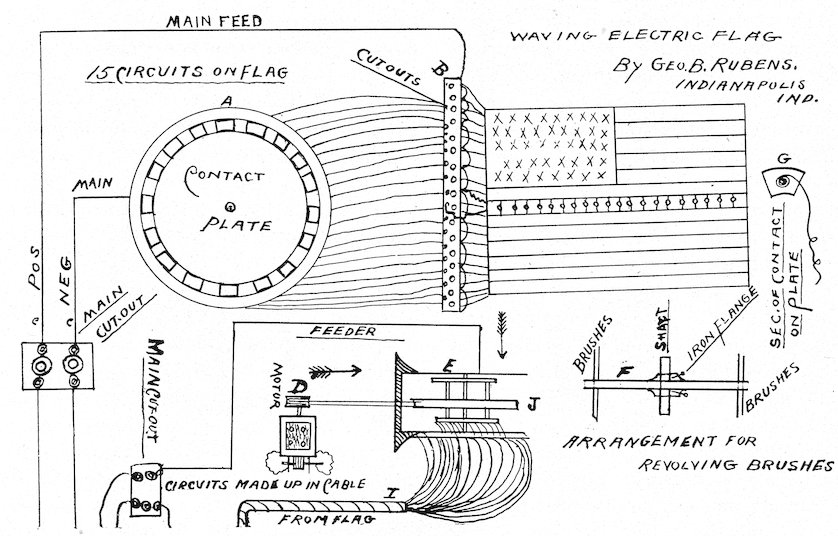 MAIN FEED
WAVING ELECTRIC FLAG
BY GEO. B. RUBENS.
INDIANAPOLIS
IND.
15 CIRCUITS ON FLAG
CUTOUTS
B
A
CONTACT
PLATE
MAIN
G
SEC. OF CONTACT
ON PLATE
POS
NEG
C
C
MAIN
CUT.OUT
FEEDER
MAIN CUT-OUT
MOTOR
D
E
J
BRUSHES
SHAFT
IRON FLANGE
F
BRUSHES
ARRANGEMENT FOR
REVOLVING BRUSHES
CIRCUITS MADE UP IN CABLE
I
FROM FLAG